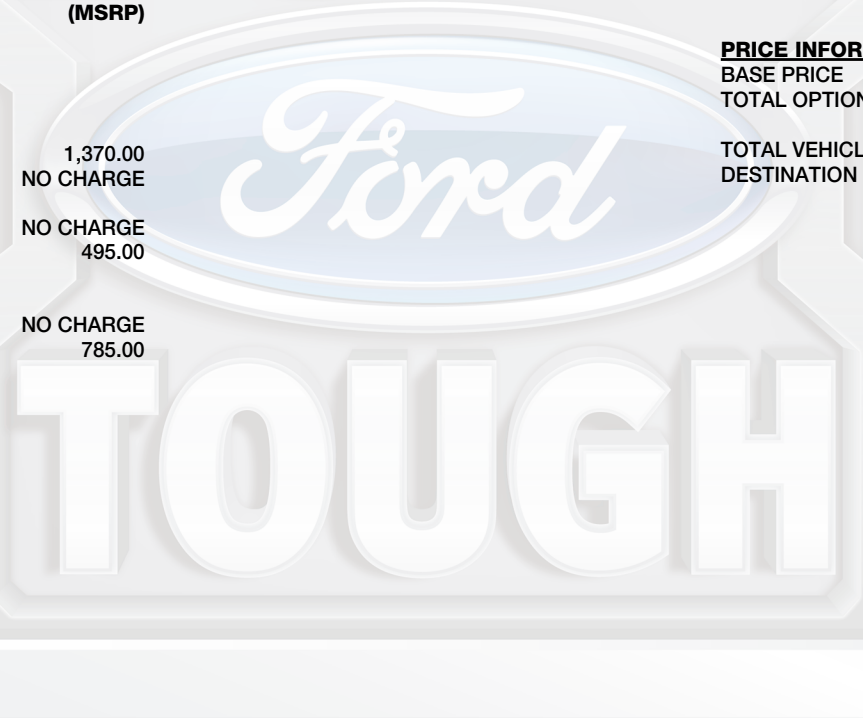 (MSRP)
1,370.00
NO CHARGE
NO CHARGE
495.00
NO CHARGE
785.00
PRICE INFOR
BASE PRICE
TOTAL OPTION
TOTAL VEHICL
DESTINATION
Ford
TOUGH